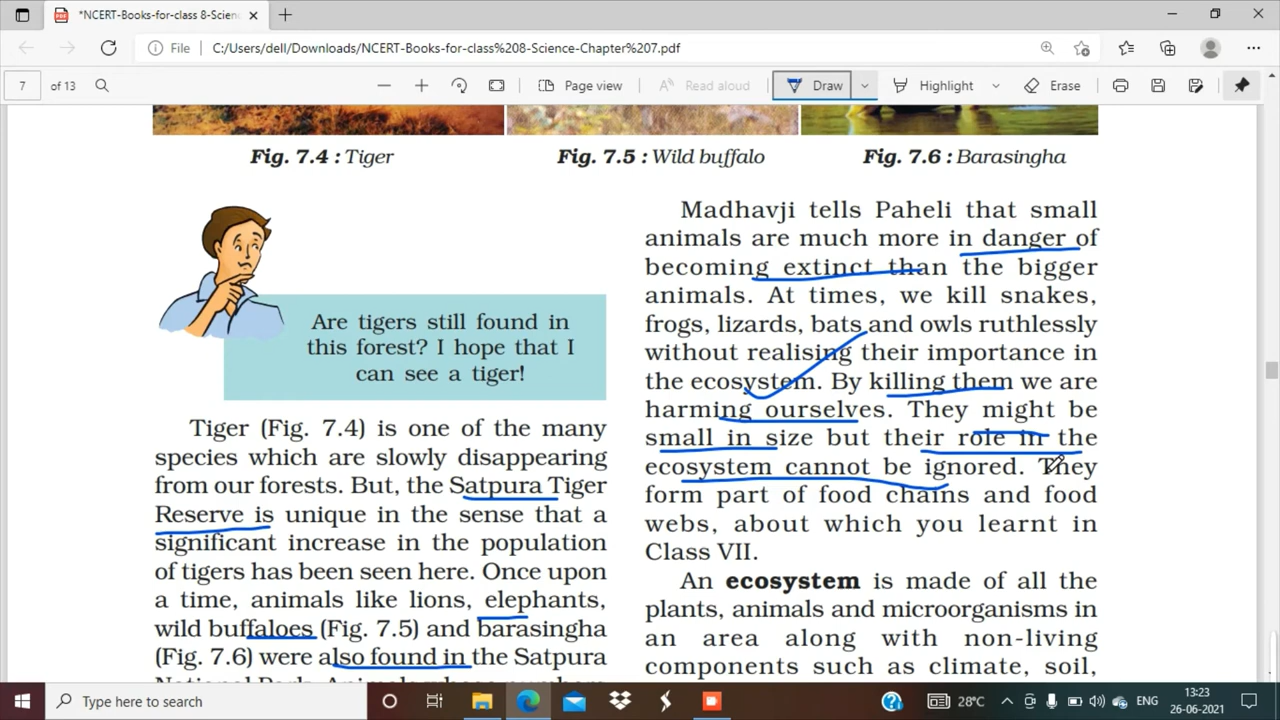 *NCERT-Books-for class 8-Scienc
File
C:/Users/dell/Downloads/NCERT-Books-for-class%208-Science-Chapter%207.pdf
7 of 13
Page view
Read aloud
Draw
Highlight
Erase
Fig. 7.4 : Tiger
Fig. 7.5 : Wild buffalo
Fig. 7.6 : Barasingha
Are tigers still found in
this forest? I hope that I
can see a tiger!
Tiger (Fig. 7.4) is one of the many
species which are slowly disappearing
from our forests. But, the Satpura Tiger
Reserve is unique in the sense that a
significant increase in the population
of tigers has been seen here. Once upon
a time, animals like lions, elephants,
wild buffaloes (Fig. 7.5) and barasingha
(Fig. 7.6) were also found in the Satpura
Madhavji tells Paheli that small
animals are much more in danger of
becoming extinct than the bigger
animals. At times, we kill snakes,
frogs, lizards, bats and owls ruthlessly
without realising their importance in
the ecosystem. By killing them we are
harming ourselves. They might be
small in size but their role in the
ecosystem cannot be ignored. They
form part of food chains and food
webs, about which you learnt in
Class VII.
An ecosystem is made of all the
plants, animals and microorganisms in
an area along with non-living
components such as climate, soil,
Type here to search
28°C
ENG
13:23
26-06-2021